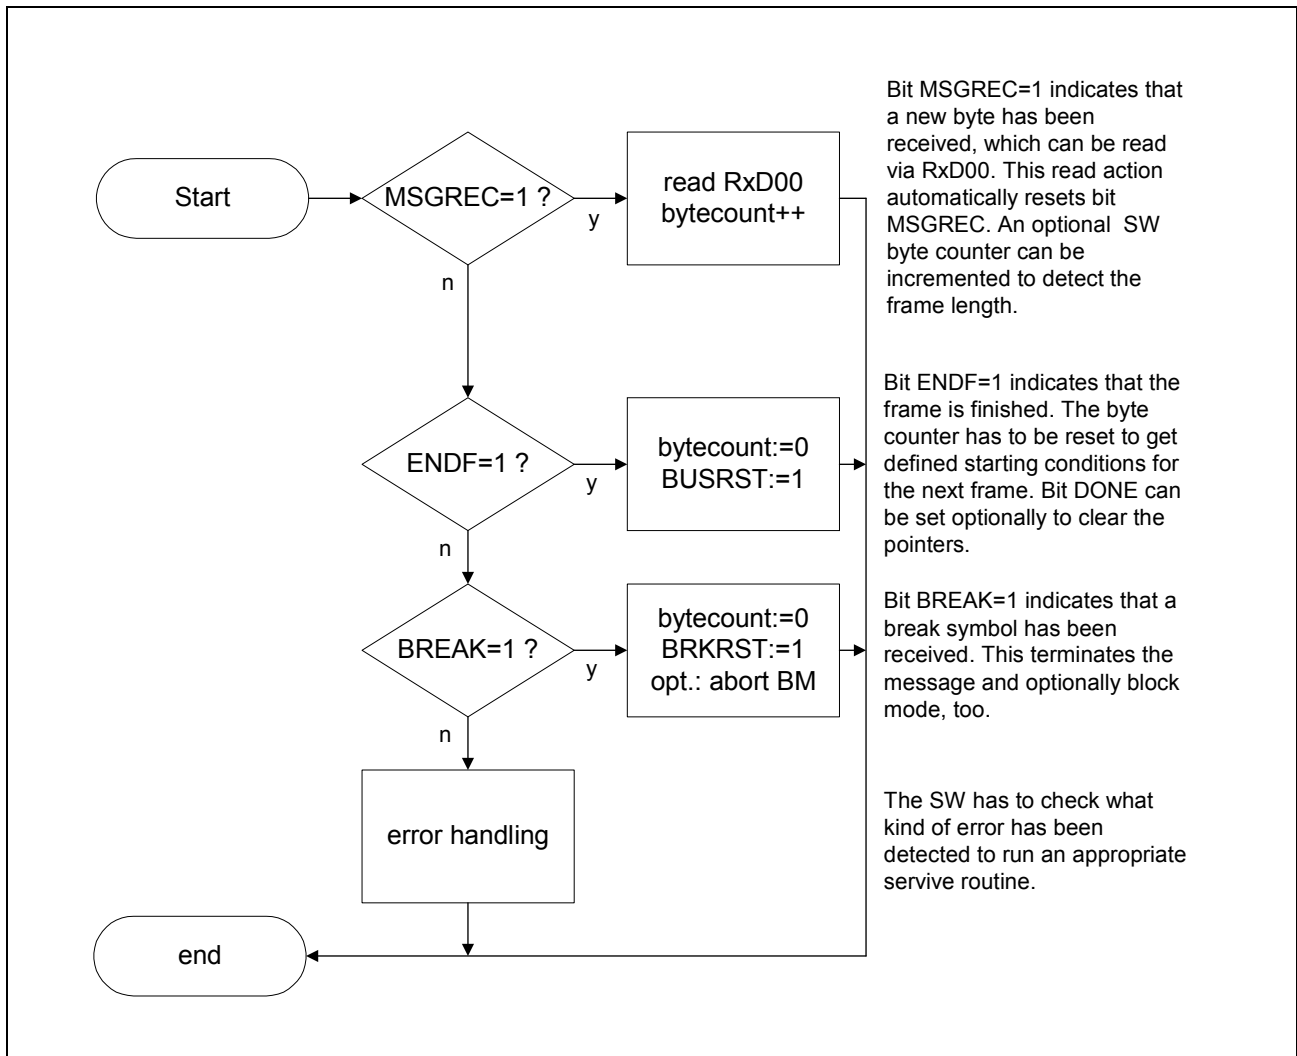 Start
MSGREC=1 ?
y
n
read RxD00
bytecount++
Bit MSGREC=1 indicates that
a new byte has been
received, which can be read
via RxD00. This read action
automatically resets bit
MSGREC. An optional  SW
byte counter can be
incremented to detect the
frame length.
ENDF=1 ?
y
n
bytecount:=0
BUSRST:=1
Bit ENDF=1 indicates that the
frame is finished. The byte
counter has to be reset to get
defined starting conditions for
the next frame. Bit DONE can
be set optionally to clear the
pointers.
BREAK=1 ?
y
n
bytecount:=0
BRKRST:=1
opt.: abort BM
Bit BREAK=1 indicates that a
break symbol has been
received. This terminates the
message and optionally block
mode, too.
error handling
The SW has to check what
kind of error has been
detected to run an appropriate
servive routine.
end